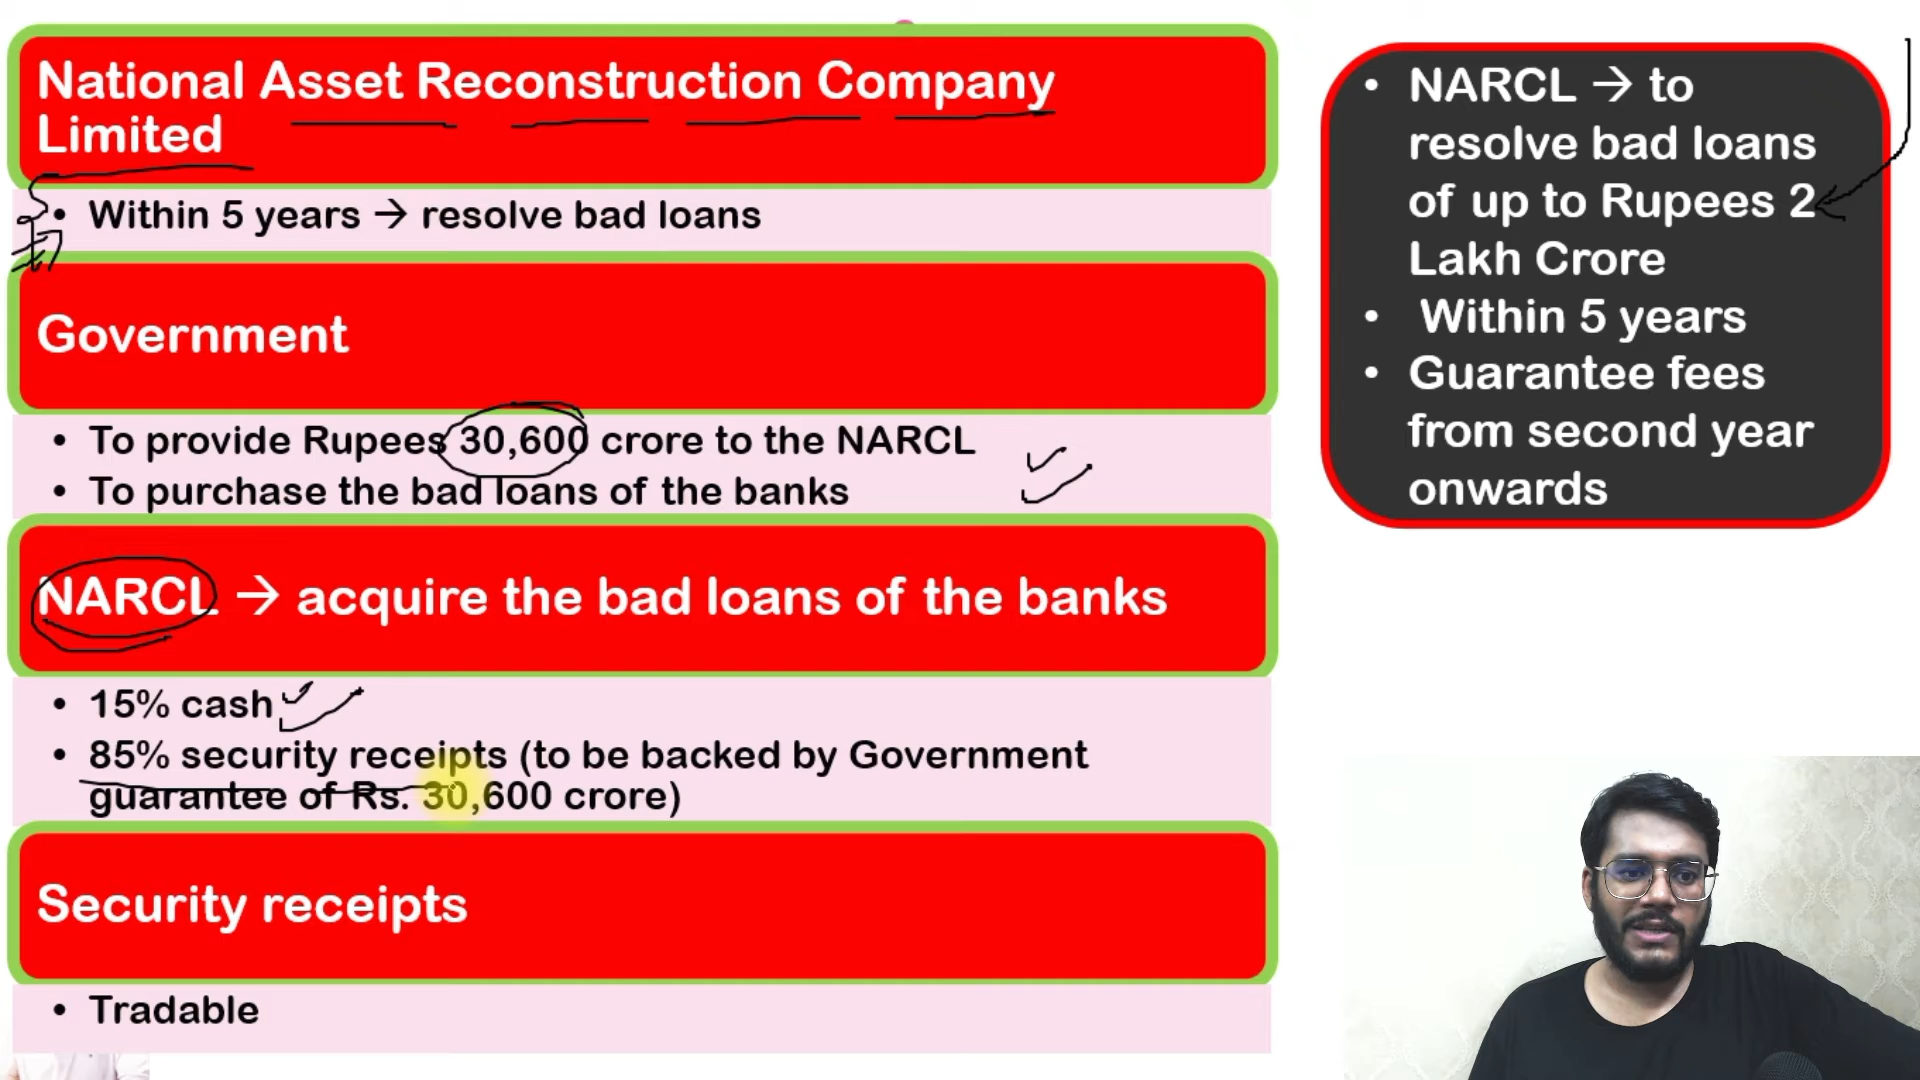 National Asset Reconstruction Company
Limited
• Within 5 years → resolve bad loans
Government
• To provide Rupees 30,600 crore to the NARCL
• To purchase the bad loans of the banks
NARCL → acquire the bad loans of the banks
• 15% cash
• 85% security receipts (to be backed by Government
guarantee of Rs. 30,600 crore)
Security receipts
• Tradable
• NARCL → to
resolve bad loans
of up to Rupees 2
Lakh Crore
• Within 5 years
• Guarantee fees
from second year
onwards